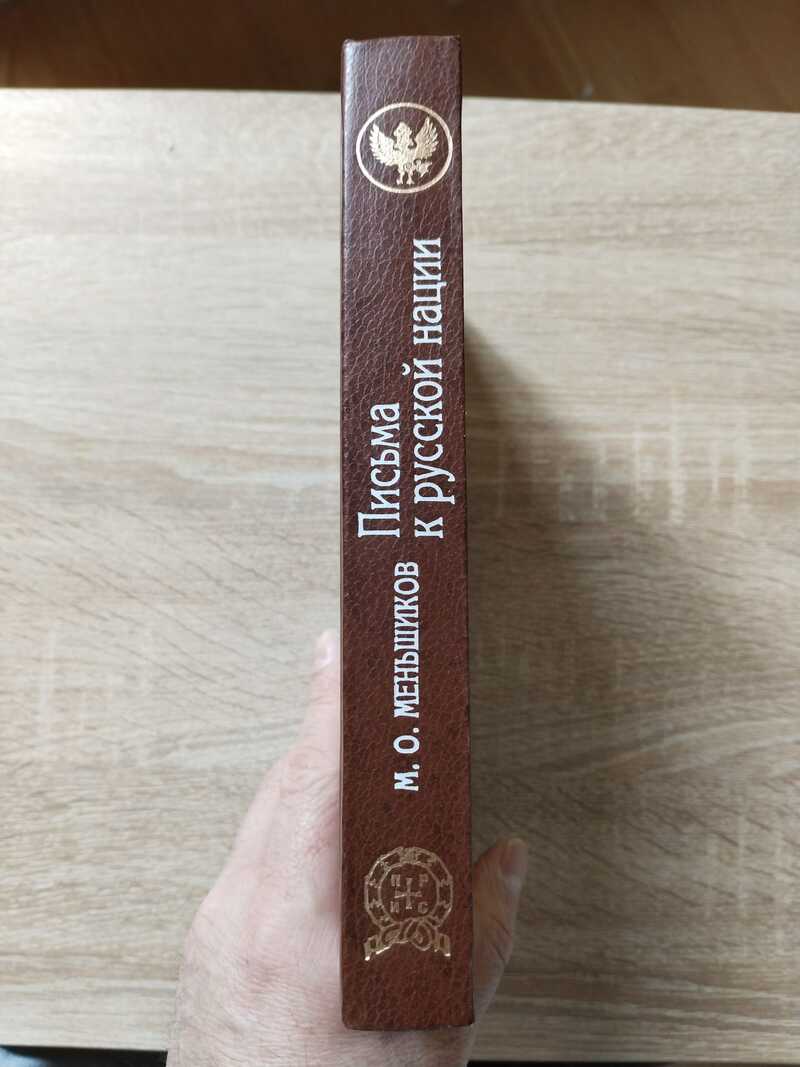 М. О. МЕНЬШИКОВ
Письма
к русской нации
П Р
И С